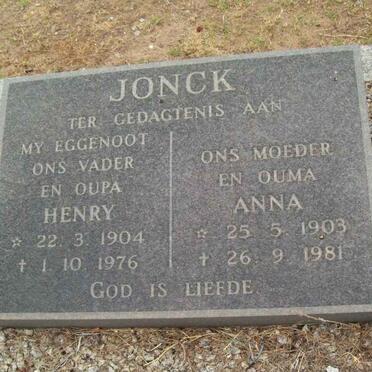 JONCK
TER GEDAGTENIS AAN
MY EGGENOOT
ONS VADER
EN OUPA
HENRY
☆ 22. 3. 1904
† 1. 10. 1976
ONS MOEDER
EN OUMA
ANNA
☆ 25. 5. 1903
† 26. 9. 1981
GOD IS LIEFDE